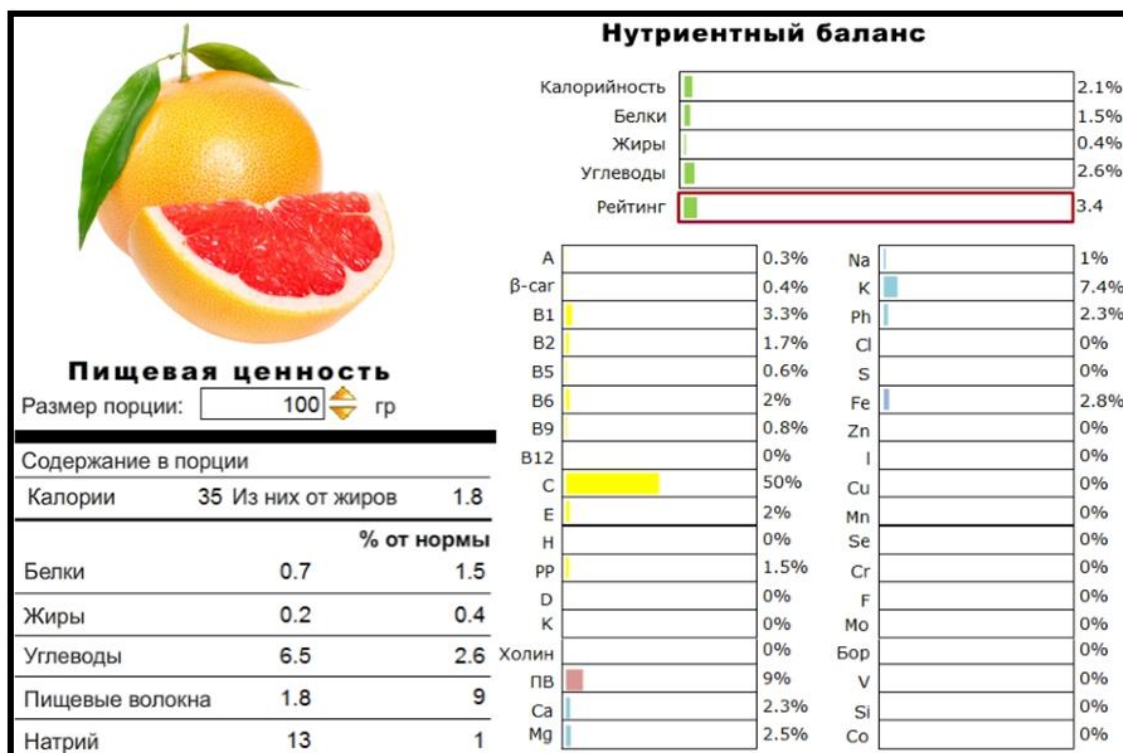 Нутриентный баланс
Калорийность 2.1%
Белки 1.5%
Жиры 0.4%
Углеводы 2.6%
Рейтинг 3.4
A 0.3%
β-car 0.4%
B1 3.3%
B2 1.7%
B5 0.6%
B6 2%
B9 0.8%
B12 0%
C 50%
E 2%
H 0%
PP 1.5%
D 0%
K 0%
Холин 0%
ПВ 9%
Ca 2.3%
Mg 2.5%
Na 1%
K 7.4%
Ph 2.3%
Cl 0%
S 0%
Fe 2.8%
Zn 0%
I 0%
Cu 0%
Mn 0%
Se 0%
Cr 0%
F 0%
Mo 0%
Бор 0%
V 0%
Si 0%
Co 0%
Пищевая ценность
Размер порции: 100 гр
Содержание в порции
Калории 35 Из них от жиров 1.8
% от нормы
Белки 0.7 1.5
Жиры 0.2 0.4
Углеводы 6.5 2.6
Пищевые волокна 1.8 9
Натрий 13 1